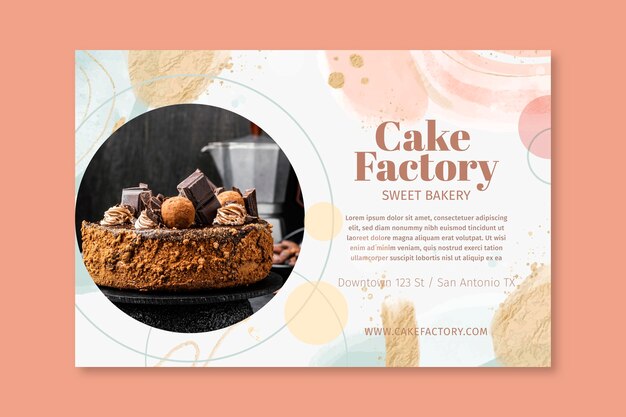 Cake
Factory
SWEET BAKERY
Lorem ipsum dolor sit amet, consectetuer
adipiscing elit, sed diam nonummy nibh
euismod tincidunt ut laoreet dolore magna
aliquam erat volutpat. Ut wisi enim ad
minim veniam, quis nostrud exerci tation
ullamcorper suscipit lobortis nisl ut
aliquip ex ea
Downtown 123 St / San Antonio TX
WWW.CAKEFACTORY.COM